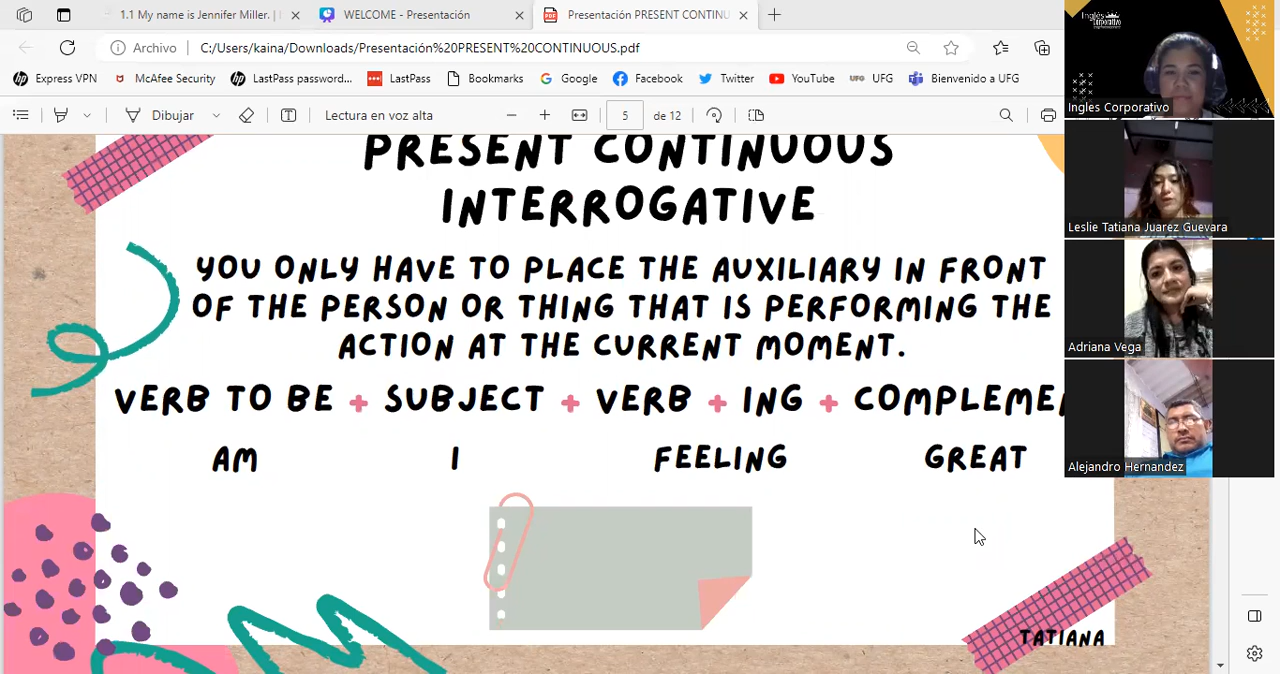 1.1 My name is Jennifer Miller. |
WELCOME - Presentación
Presentación PRESENT CONTINU
Archivo
C:/Users/kaina/Downloads/Presentación%20PRESENT%20CONTINUOUS.pdf
Express VPN
McAfee Security
LastPass password...
LastPass
Bookmarks
Google
Facebook
Twitter
YouTube
UFG
UFG
Bienvenido a UFG
Dibujar
Lectura en voz alta
5
de 12
PRESENT CONTINUOUS
INTERROGATIVE
YOU ONLY HAVE TO PLACE THE AUXILIARY IN FRONT
OF THE PERSON OR THING THAT IS PERFORMING THE
ACTION AT THE CURRENT MOMENT.
VERB TO BE + SUBJECT + VERB + ING + COMPLEMEN
AM I FEELING GREAT
TATIANA
Inglés
Corporativo
Ingles Corporativo
Leslie Tatiana Juarez Guevara
Adriana Vega
Alejandro Hernandez